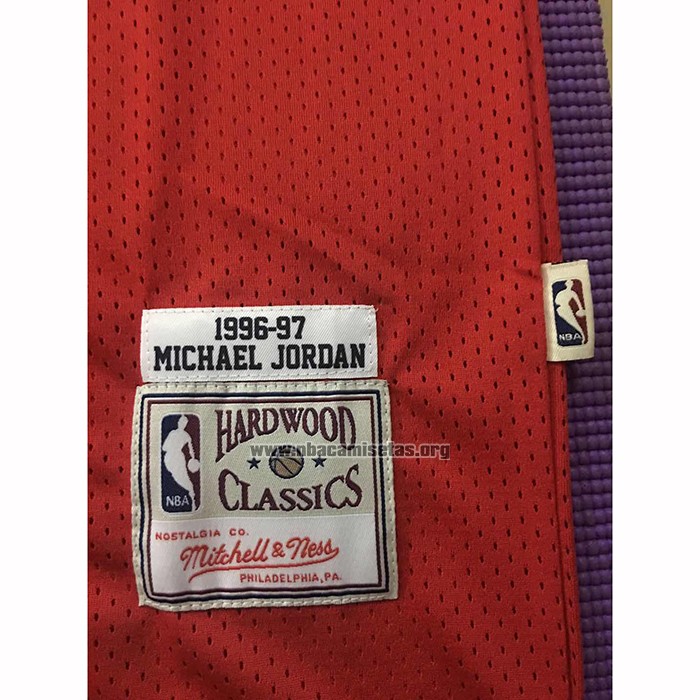 1996-97
MICHAEL JORDAN
HARDWOOD
www.nbacamisetas.org
NBA
CLASSICS
NOSTALGIA CO.
Mitchell & Ness
PHILADELPHIA, PA.
NBA